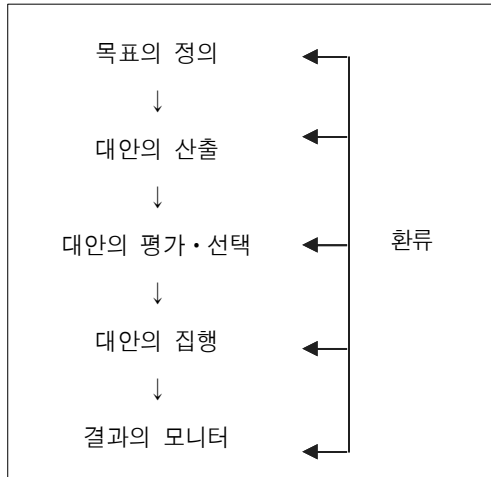 목표의 정의
↓
대안의 산출
↓
대안의 평가・선택
환류
↓
대안의 집행
↓
결과의 모니터